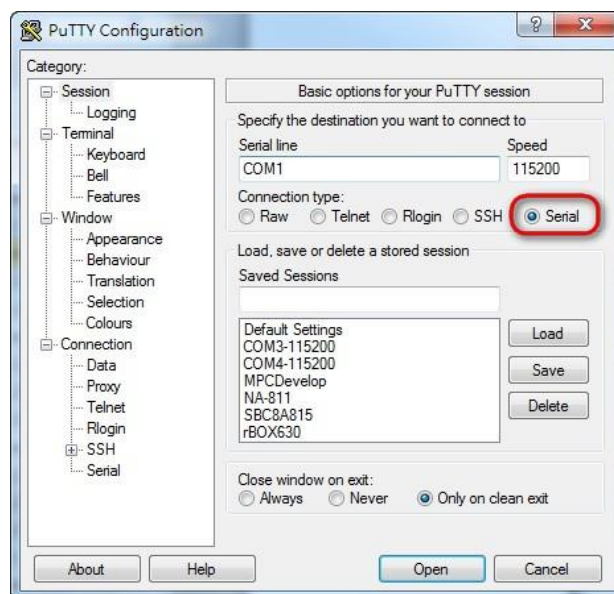 PuTTY Configuration
Category:
Session
Logging
Terminal
Keyboard
Bell
Features
Window
Appearance
Behaviour
Translation
Selection
Colours
Connection
Data
Proxy
Telnet
Rlogin
SSH
Serial
Basic options for your PuTTY session
Specify the destination you want to connect to
Serial line Speed
COM1 115200
Connection type:
Raw Telnet Rlogin SSH Serial
Load, save or delete a stored session
Saved Sessions
Default Settings
COM3-115200
COM4-115200
MPCDevelop
NA-811
SBC8A815
rBOX630
Load
Save
Delete
Close window on exit:
Always Never Only on clean exit
About Help Open Cancel